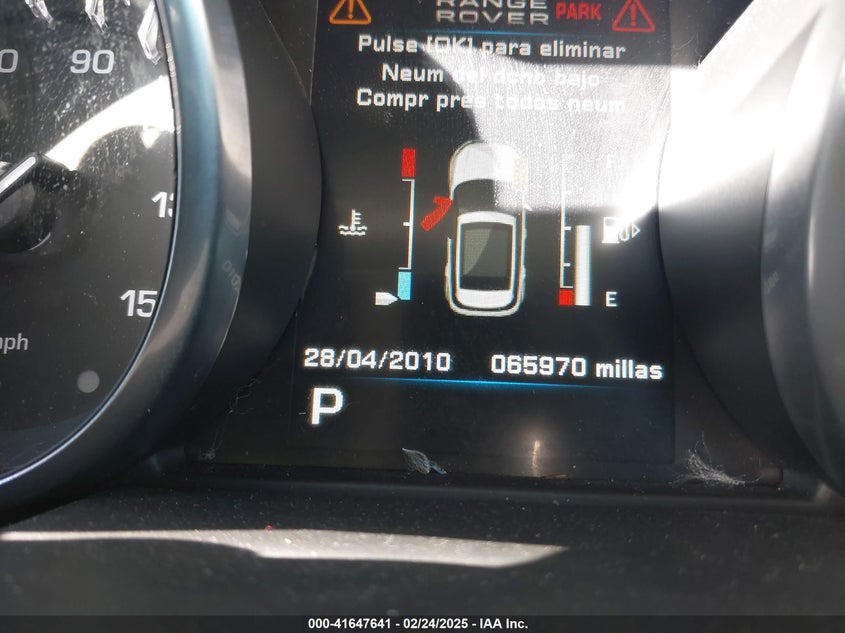 RANGE
ROVER PARK
Pulse [OK] para eliminar
Neum del dcho bajo
Compr pres todos neum
0 90
F
15
E
mph
28/04/2010 065970 millas
P
000-41647641 - 02/24/2025 - IAA Inc.